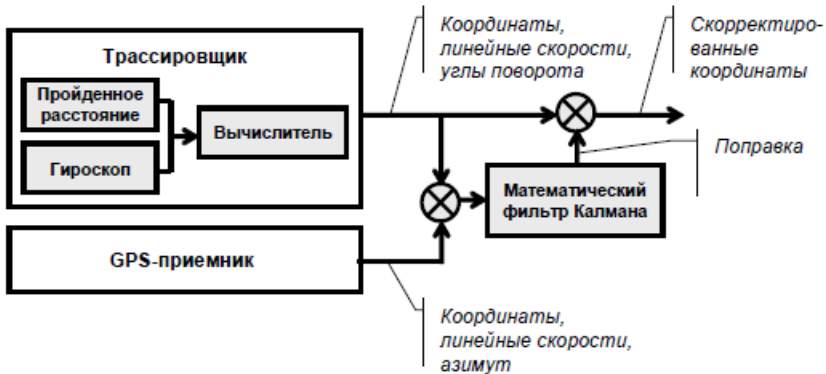 Трассировщик
Пройденное
расстояние
Гироскоп
Вычислитель
GPS-приемник
Координаты,
линейные скорости,
углы поворота
Скорректиро-
ванные
координаты
Поправка
Математический
фильтр Калмана
Координаты,
линейные скорости,
азимут